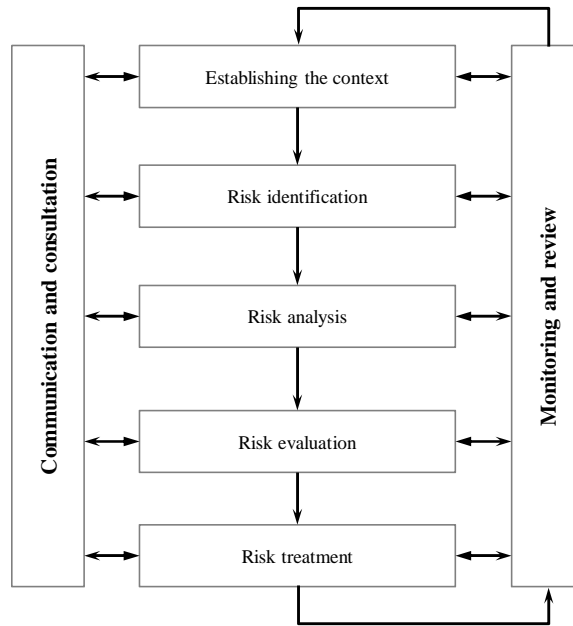 Establishing the context
Communication and consultation
Monitoring and review
Risk identification
Risk analysis
Risk evaluation
Risk treatment